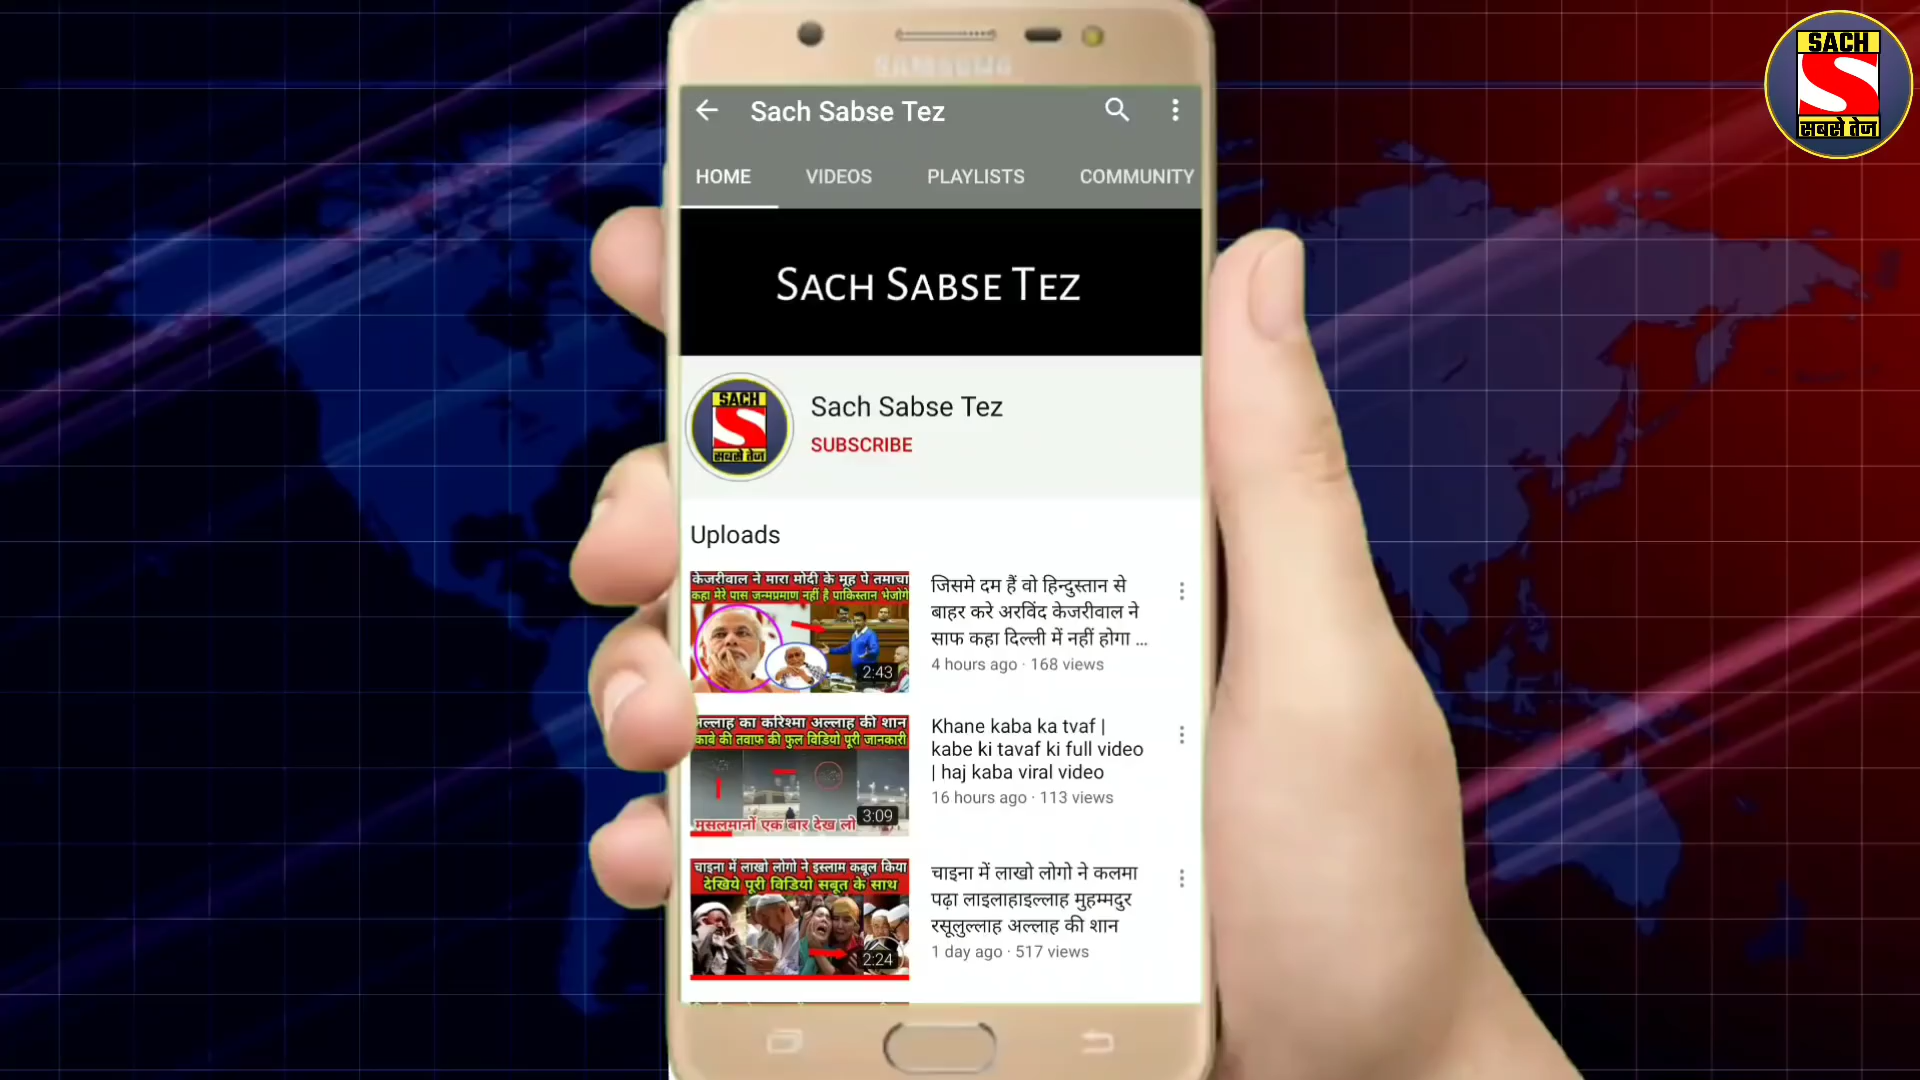 SACH
सबसे तेज
SAMSUNG
Sach Sabse Tez
HOME
VIDEOS
PLAYLISTS
COMMUNITY
SACH SABSE TEZ
SACH
सबसे तेज
Sach Sabse Tez
SUBSCRIBE
Uploads
केजरीवाल ने मारा मोदी के मूह पे तमाचा
कहा मेरे पास जन्मप्रमाण नहीं है पाकिस्तान भेजोगे
2:43
जिसमे दम हैं वो हिन्दुस्तान से
बाहर करे अरविंद केजरीवाल ने
साफ कहा दिल्ली में नहीं होगा ...
4 hours ago · 168 views
अल्लाह का करिश्मा अल्लाह की शान
काबे की तवाफ की फुल विडियो पूरी जानकारी
मुसलमानों एक बार देख लो
3:09
Khane kaba ka tvaf |
kabe ki tavaf ki full video
| haj kaba viral video
16 hours ago · 113 views
चाइना में लाखो लोगो ने इस्लाम कबूल किया
देखिये पूरी विडियो सबूत के साथ
2:24
चाइना में लाखो लोगो ने कलमा
पढ़ा लाइलाहाइल्लाह मुहम्मदुर
रसूलुल्लाह अल्लाह की शान
1 day ago · 517 views